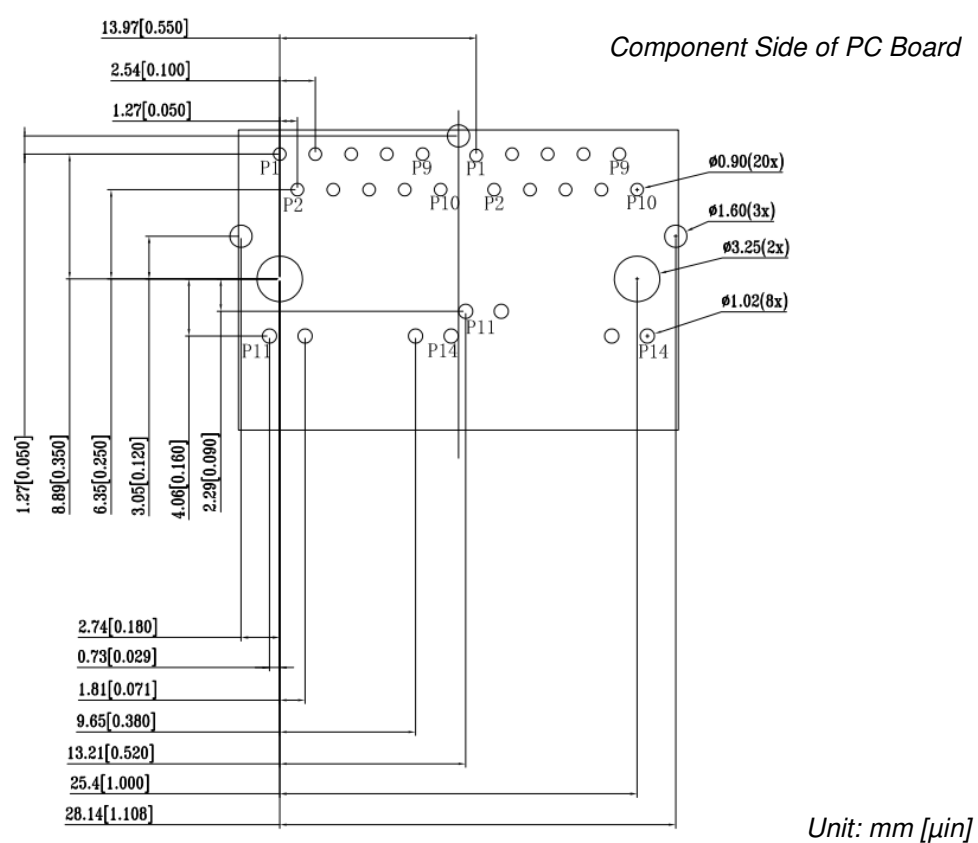 13.97[0.550]
Component Side of PC Board
2.54[0.100]
1.27[0.050]
P1
P9
P1
P9
ø0.90(20x)
P2
P10
P2
P10
ø1.60(3x)
ø3.25(2x)
ø1.02(8x)
P11
P11
P14
P14
1.27[0.050]
8.89[0.350]
6.35[0.250]
3.05[0.120]
4.06[0.160]
2.29[0.090]
2.74[0.180]
0.73[0.029]
1.81[0.071]
9.65[0.380]
13.21[0.520]
25.4[1.000]
28.14[1.108]
Unit: mm [µin]